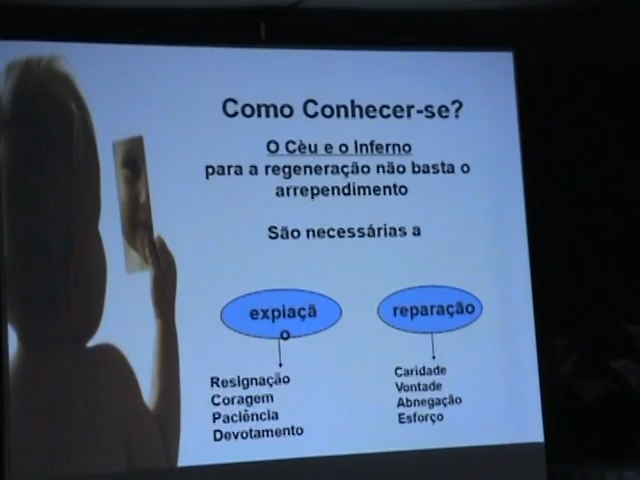 Como Conhecer-se?
O Cèu e o Inferno
para a regeneração não basta o
arrependimento
São necessárias a
expiaçã
o
reparação
Resignação
Coragem
Paciência
Devotamento
Caridade
Vontade
Abnegação
Esforço